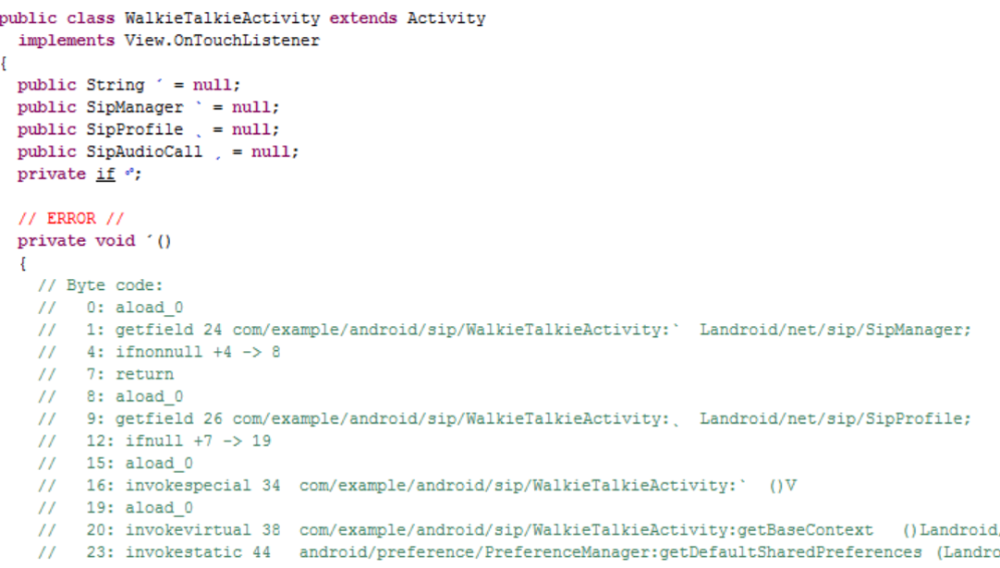 public class WalkieTalkieActivity extends Activity
implements View.OnTouchListener
{
public String ˊ = null;
public SipManager ˋ = null;
public SipProfile ˎ = null;
public SipAudioCall ˏ = null;
private if ᐝ;
// ERROR //
private void ˊ()
{
// Byte code:
// 0: aload_0
// 1: getfield 24 com/example/android/sip/WalkieTalkieActivity:ˋ Landroid/net/sip/SipManager;
// 4: ifnonnull +4 -> 8
// 7: return
// 8: aload_0
// 9: getfield 26 com/example/android/sip/WalkieTalkieActivity:ˎ Landroid/net/sip/SipProfile;
// 12: ifnull +7 -> 19
// 15: aload_0
// 16: invokespecial 34 com/example/android/sip/WalkieTalkieActivity:ˋ ()V
// 19: aload_0
// 20: invokevirtual 38 com/example/android/sip/WalkieTalkieActivity:getBaseContext ()Landroid/
// 23: invokestatic 44 android/preference/PreferenceManager:getDefaultSharedPreferences (Landro